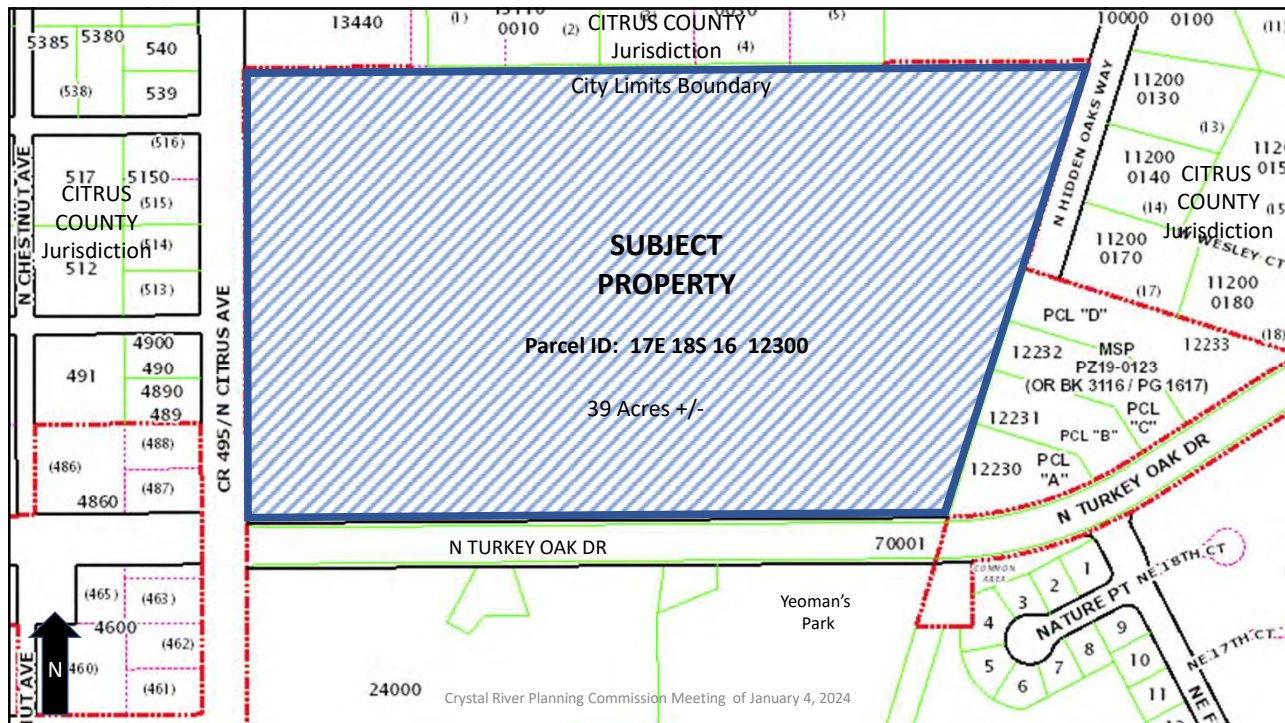 13440
(1)
0010
(2)
(4)
(5)
CITRUS COUNTY
Jurisdiction
City Limits Boundary
10000
0100
5385
5380
540
(538)
539
(516)
517
5150
(515)
(514)
512
(513)
CITRUS
COUNTY
Jurisdiction
N CHESTNUT AVE
4900
491
490
4890
489
(488)
(486)
(487)
4860
CR 495/N CITRUS AVE
SUBJECT
PROPERTY
Parcel ID: 17E 18S 16 12300
39 Acres +/-
N HIDDEN OAKS WAY
11200
0130
(13)
11200
0140
(14)
11200
0170
(17)
CITRUS
COUNTY
Jurisdiction
N WESLEY CT
11200
0180
(18)
PCL "D"
12232
MSP
12233
PZ19-0123
(OR BK 3116 / PG 1617)
12231
PCL
"C"
PCL "B"
12230
PCL
"A"
N TURKEY OAK DR
N TURKEY OAK DR
70001
COMMON
AREA
1
2
3
4
5
6
7
8
9
10
11
NATURE PT
NE 18TH CT
NE 17TH CT
Yeoman's
Park
(465)
(463)
4600
(462)
(461)
N
24000
Crystal River Planning Commission Meeting of January 4, 2024